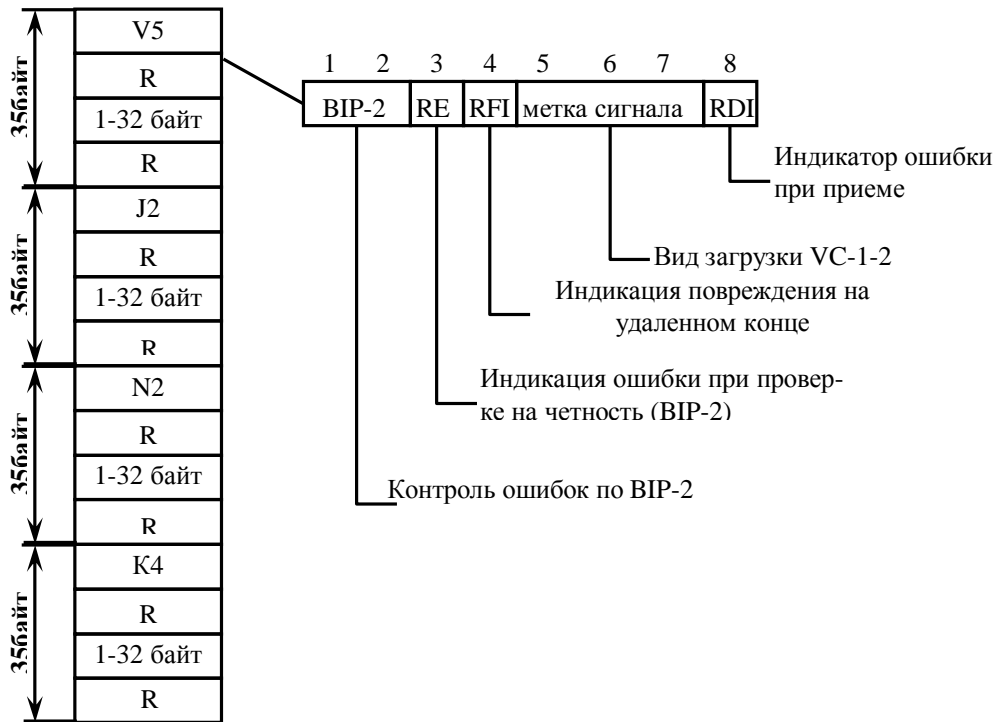 35байт
V5
R
1-32 байт
R
35байт
J2
R
1-32 байт
R
35байт
N2
R
1-32 байт
R
35байт
К4
R
1-32 байт
R
1 2 3 4 5 6 7 8
BIP-2 RE RFI метка сигнала RDI
Индикатор ошибки
при приеме
Вид загрузки VC-1-2
Индикация повреждения на
удаленном конце
Индикация ошибки при провер-
ке на четность (BIP-2)
Контроль ошибок по BIP-2